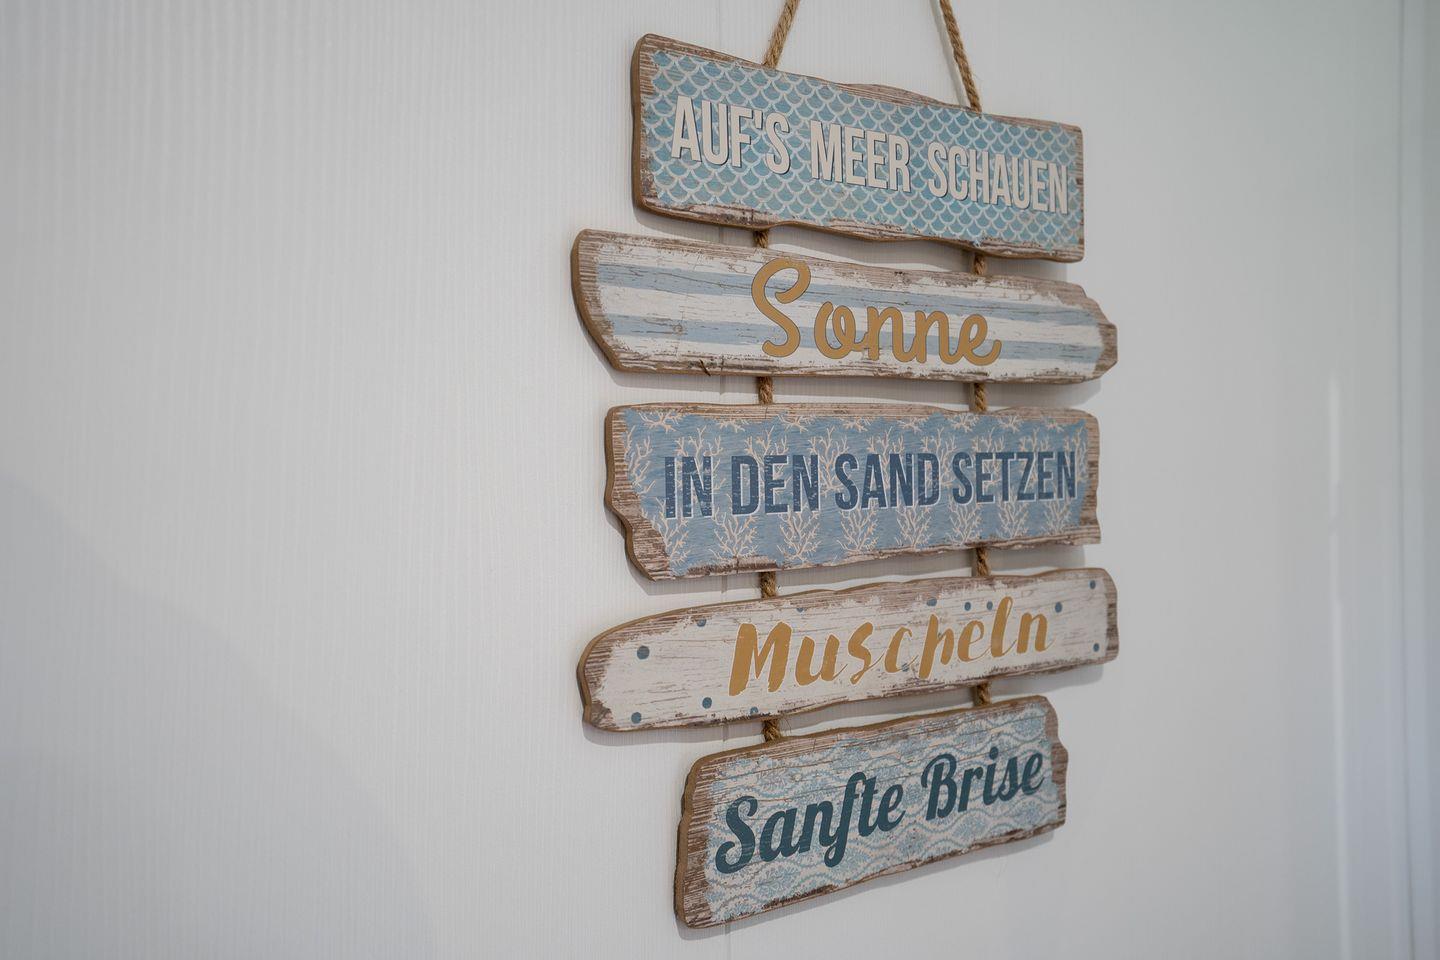 AUF'S MEER SCHAUEN
Sonne
IN DEN SAND SETZEN
Muscheln
Sanfte Brise